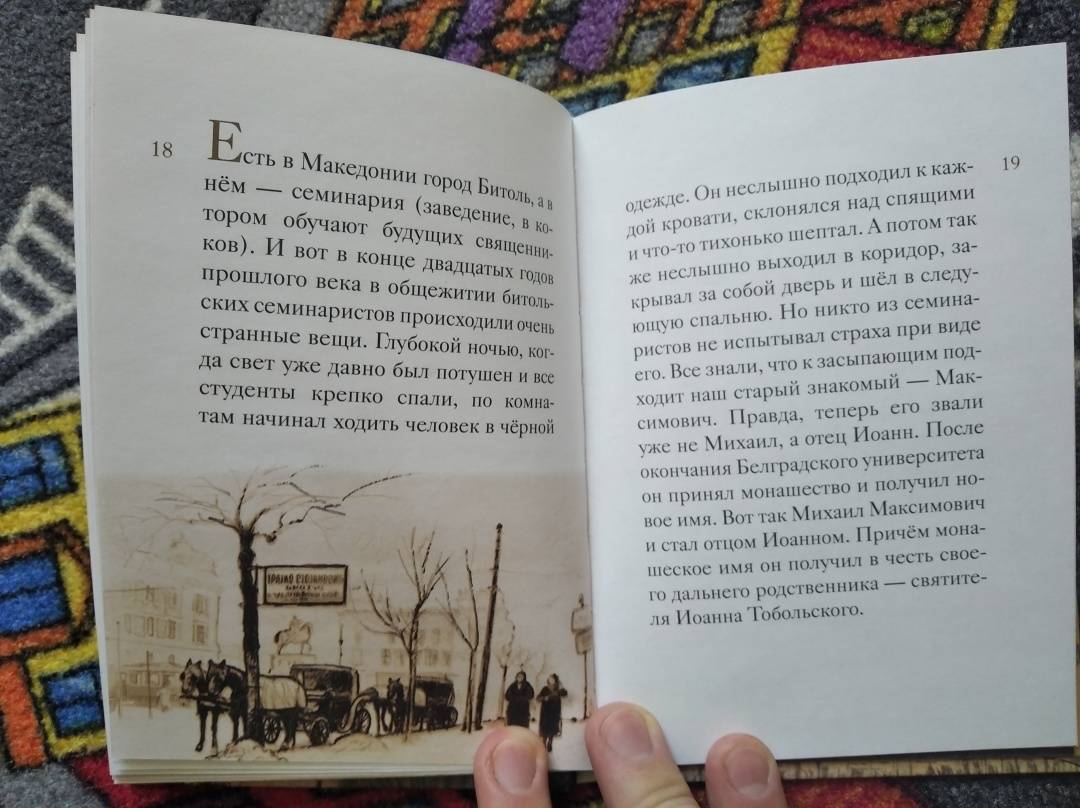 18
Есть в Македонии город Битоль, а в
нём — семинария (заведение, в ко-
тором обучают будущих священни-
ков). И вот в конце двадцатых годов
прошлого века в общежитии битоль-
ских семинаристов происходили очень
странные вещи. Глубокой ночью, ког-
да свет уже давно был потушен и все
студенты крепко спали, по комна-
там начинал ходить человек в чёрной
19
одежде. Он неслышно подходил к каж-
дой кровати, склонялся над спящими
и что-то тихонько шептал. А потом так
же неслышно выходил в коридор, за-
крывал за собой дверь и шёл в следу-
ющую спальню. Но никто из семина-
ристов не испытывал страха при виде
его. Все знали, что к засыпающим под-
ходит наш старый знакомый — Мак-
симович. Правда, теперь его звали
уже не Михаил, а отец Иоанн. После
окончания Белградского университета
он принял монашество и получил но-
вое имя. Вот так Михаил Максимович
и стал отцом Иоанном. Причём мона-
шеское имя он получил в честь свое-
го дальнего родственника — святите-
ля Иоанна Тобольского.